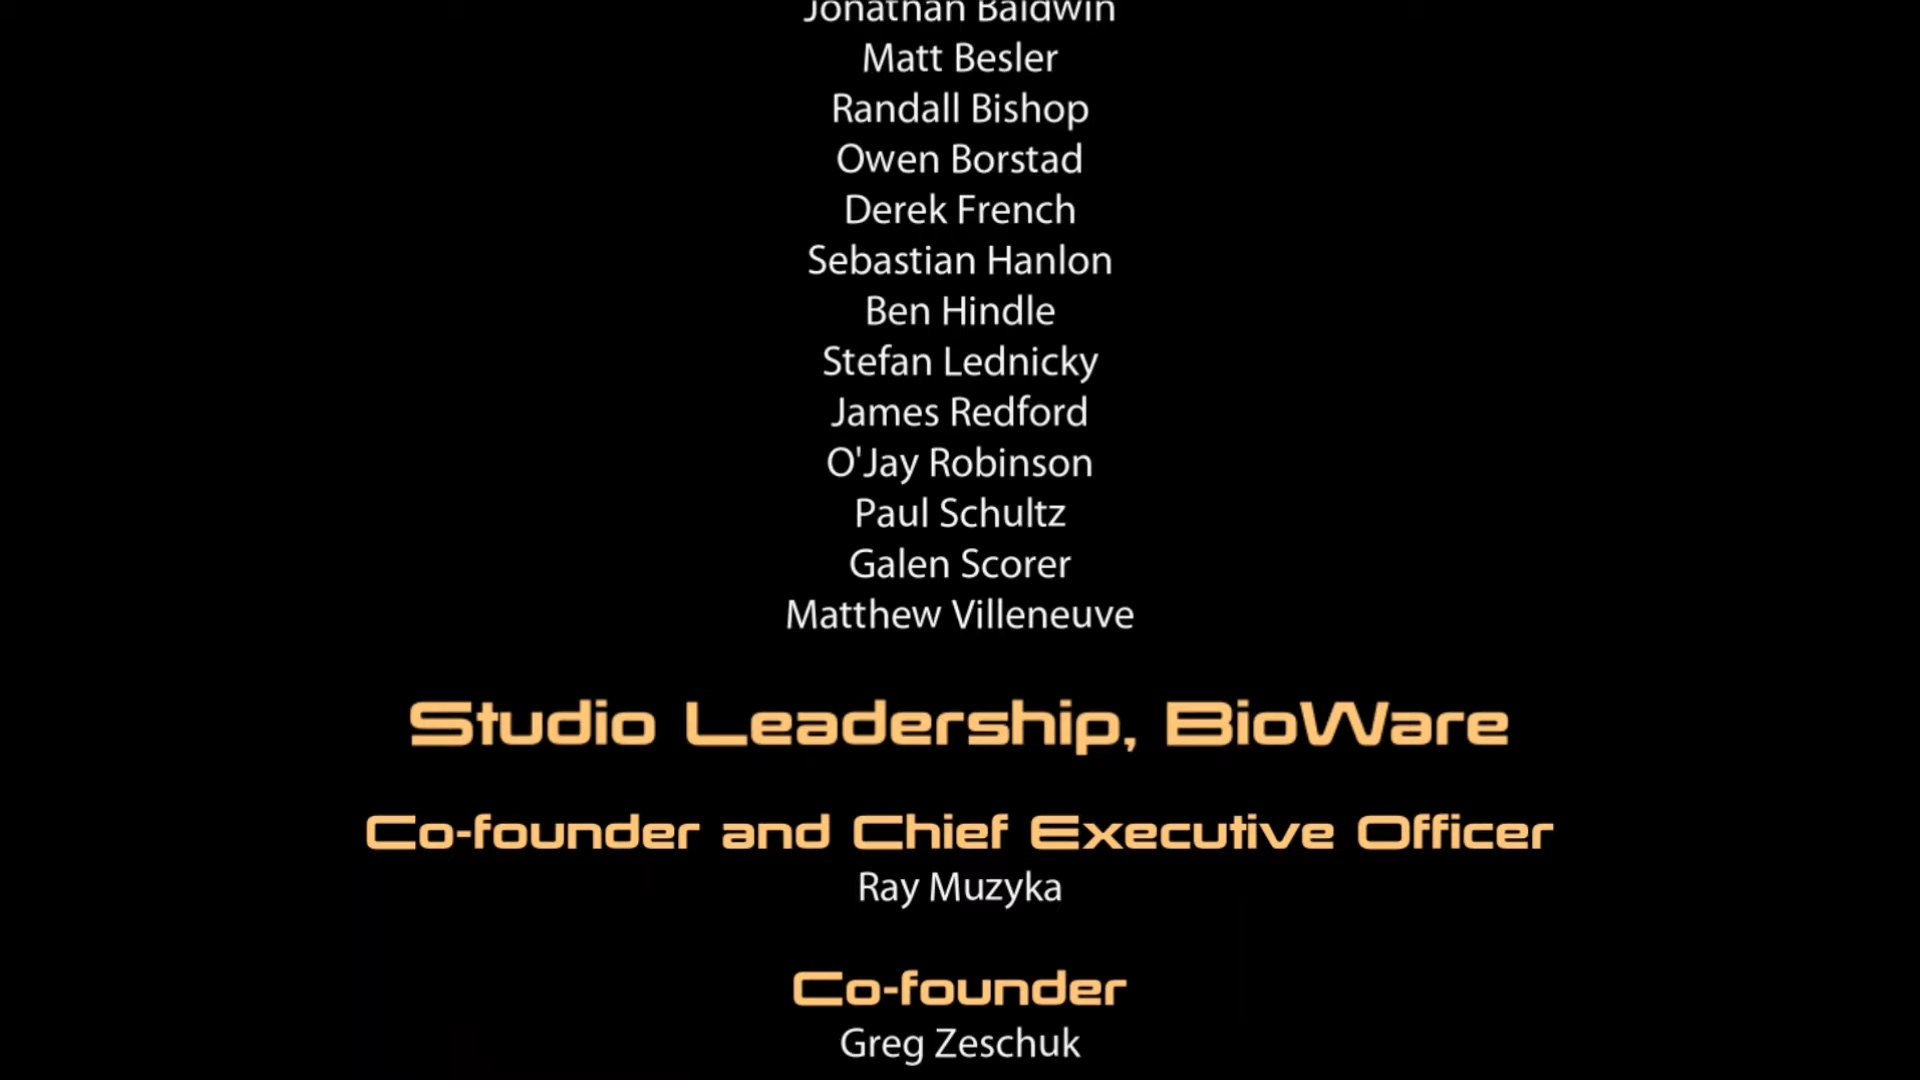 Jonathan Baldwin
Matt Besler
Randall Bishop
Owen Borstad
Derek French
Sebastian Hanlon
Ben Hindle
Stefan Lednicky
James Redford
O'Jay Robinson
Paul Schultz
Galen Scorer
Matthew Villeneuve
Studio Leadership, BioWare
Co-founder and Chief Executive Officer
Ray Muzyka
Co-founder
Greg Zeschuk